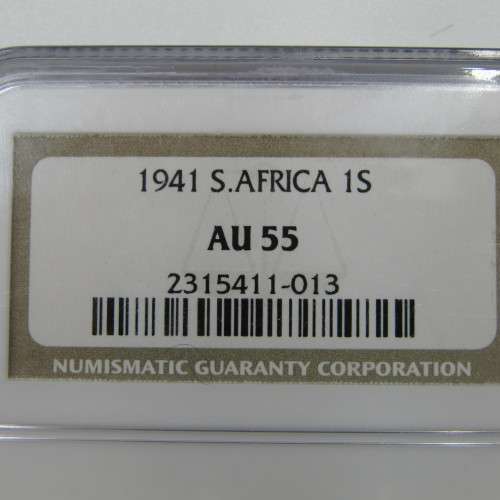 1941 S.AFRICA 1S
AU 55
2315411-013
NUMISMATIC GUARANTY CORPORATION